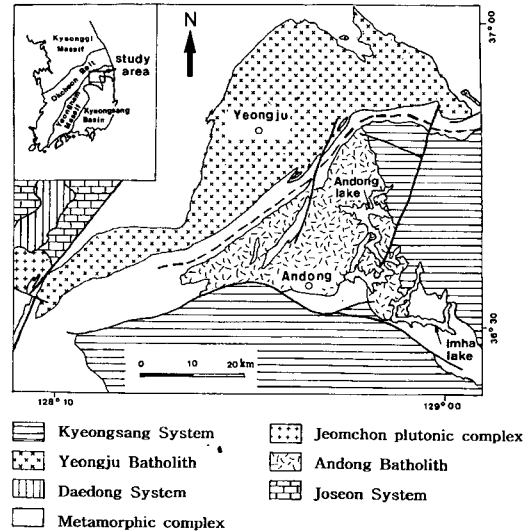 Kyeonggi
Massif
Okcheon Belt
Yeongnam
Massif
Kyeongsang
Basin
study
area
N
37°00
Yeongju
Andong
lake
Andong
36°30
Imha
lake
0 10 20 km
128°10
129°00
Kyeongsang System
Yeongju Batholith
Daedong System
Metamorphic complex
Jeomchon plutonic complex
Andong Batholith
Joseon System